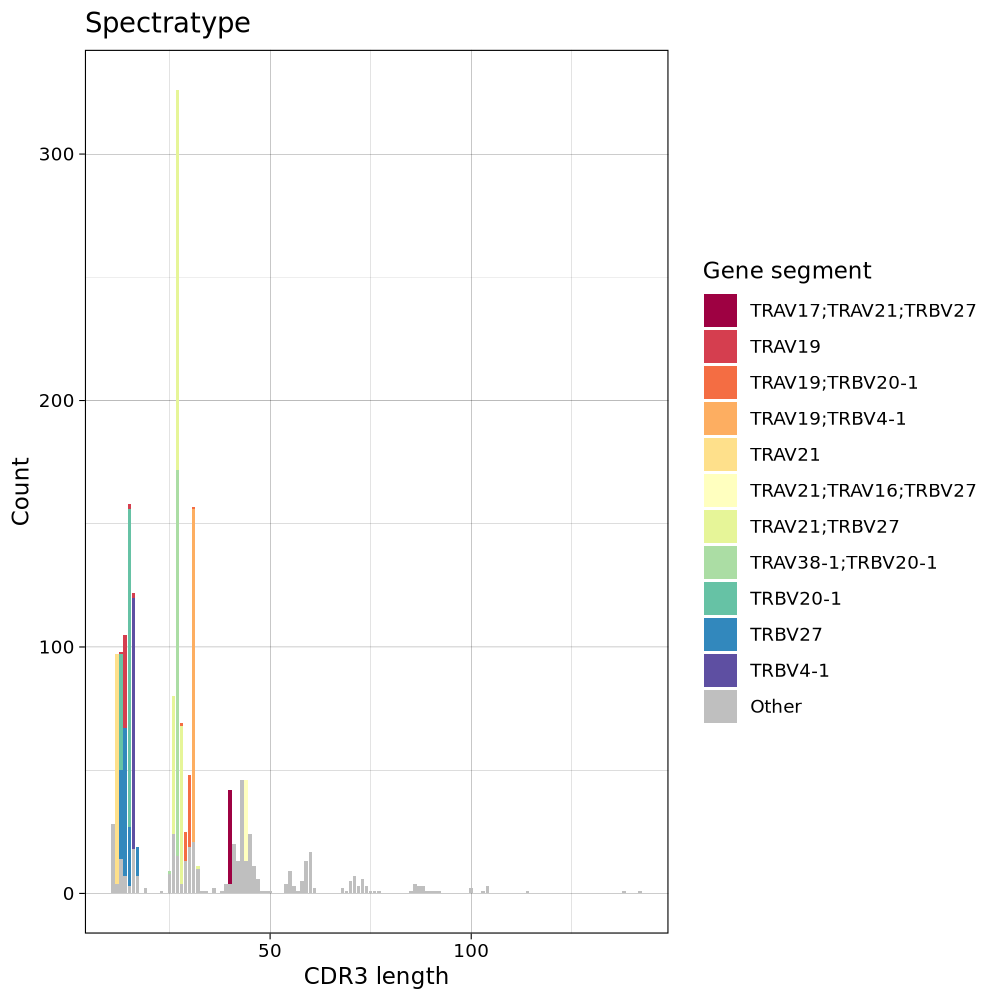 Spectratype
300
200
100
0
Count
50
100
CDR3 length
Gene segment
TRAV17;TRAV21;TRBV27
TRAV19
TRAV19;TRBV20-1
TRAV19;TRBV4-1
TRAV21
TRAV21;TRAV16;TRBV27
TRAV21;TRBV27
TRAV38-1;TRBV20-1
TRBV20-1
TRBV27
TRBV4-1
Other